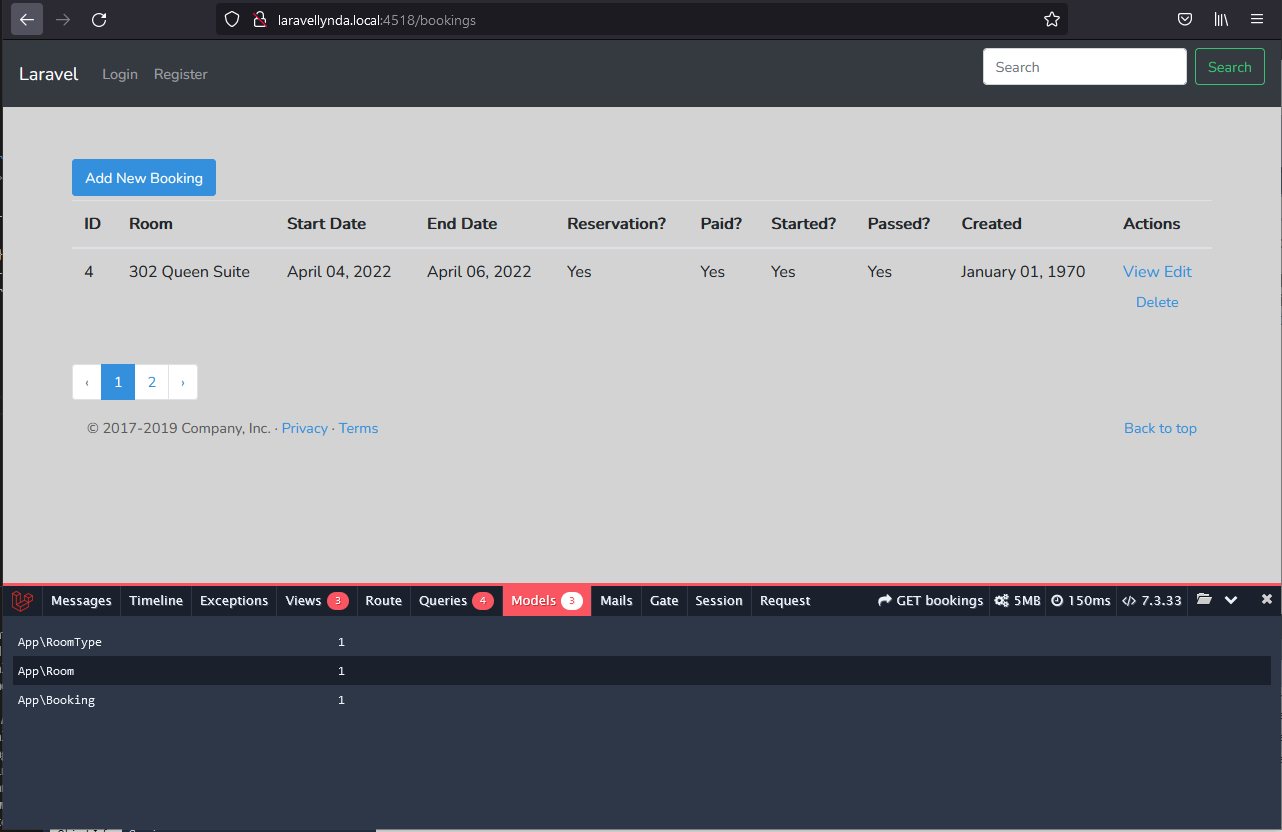 laravellynda.local:4518/bookings
Laravel Login Register Search Search
Add New Booking
ID Room Start Date End Date Reservation? Paid? Started? Passed? Created Actions
4 302 Queen Suite April 04, 2022 April 06, 2022 Yes Yes Yes Yes January 01, 1970 View Edit
Delete
‹ 1 2 ›
© 2017-2019 Company, Inc. · Privacy · Terms Back to top
Messages Timeline Exceptions Views 3 Route Queries 4 Models 3 Mails Gate Session Request GET bookings 5MB 150ms 7.3.33
App\RoomType 1
App\Room 1
App\Booking 1